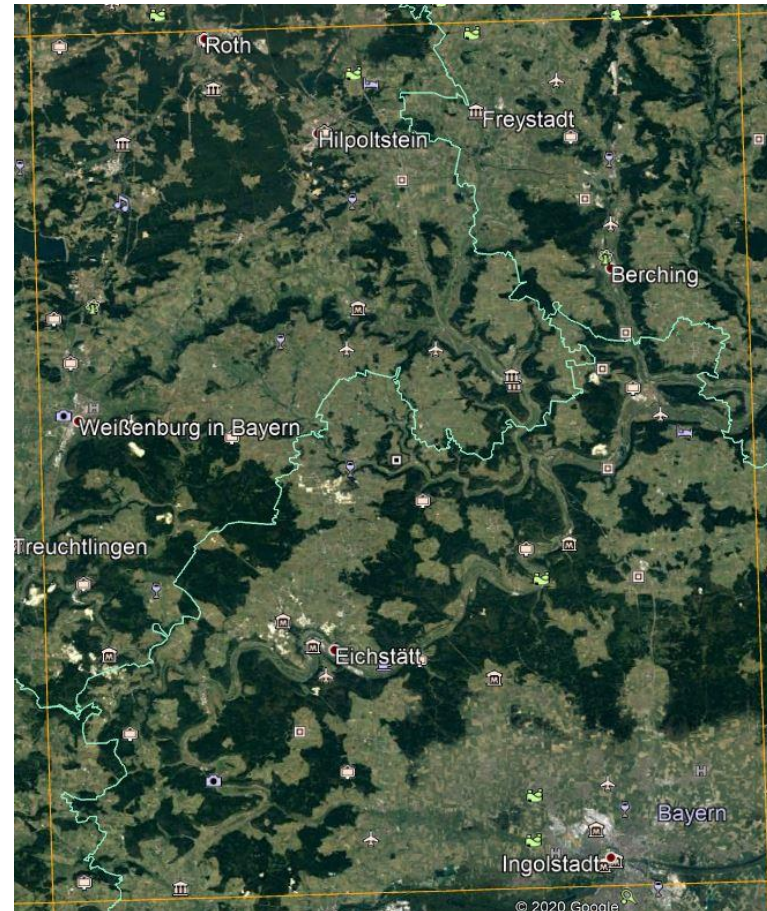 Roth
Freystadt
Hilpoltstein
Berching
Weißenburg in Bayern
Treuchtlingen
Eichstätt
Bayern
Ingolstadt
© 2020 Google